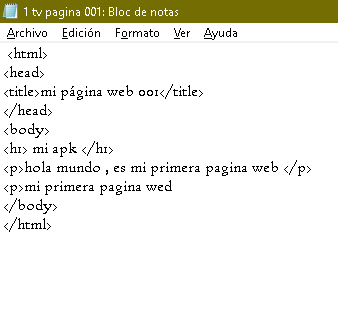 1 tv pagina 001: Bloc de notas
Archivo Edición Formato Ver Ayuda
<html>
<head>
<title>mi página web 001</title>
</head>
<body>
<h1> mi apk </h1>
<p>hola mundo , es mi primera pagina web </p>
<p>mi primera pagina wed
</body>
</html>